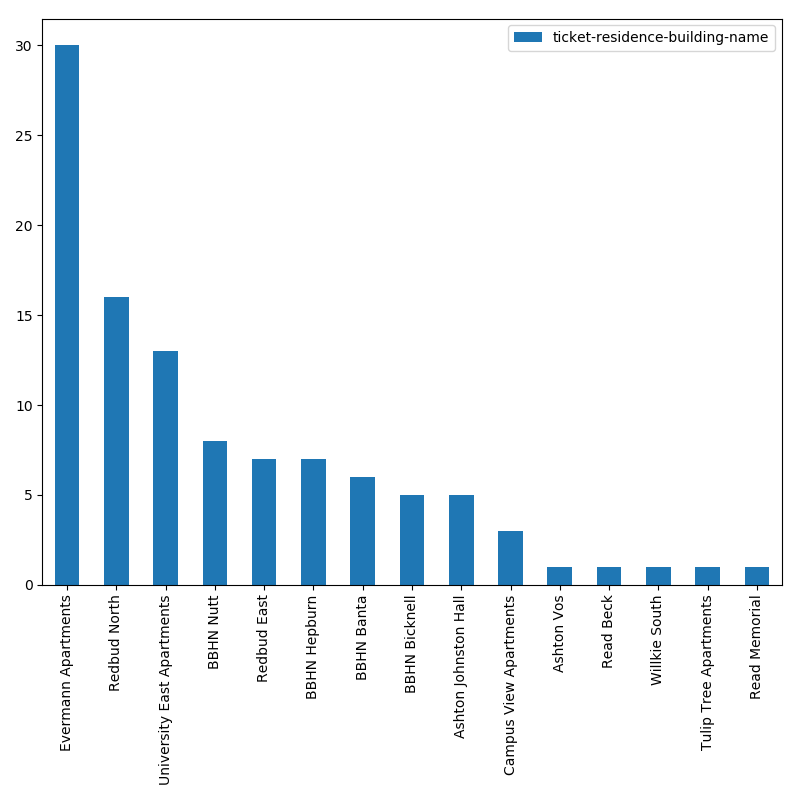 ticket-residence-building-name
30
25
20
15
10
5
0
Evermann Apartments
Redbud North
University East Apartments
BBHN Nutt
Redbud East
BBHN Hepburn
BBHN Banta
BBHN Bicknell
Ashton Johnston Hall
Campus View Apartments
Ashton Vos
Read Beck
Willkie South
Tulip Tree Apartments
Read Memorial